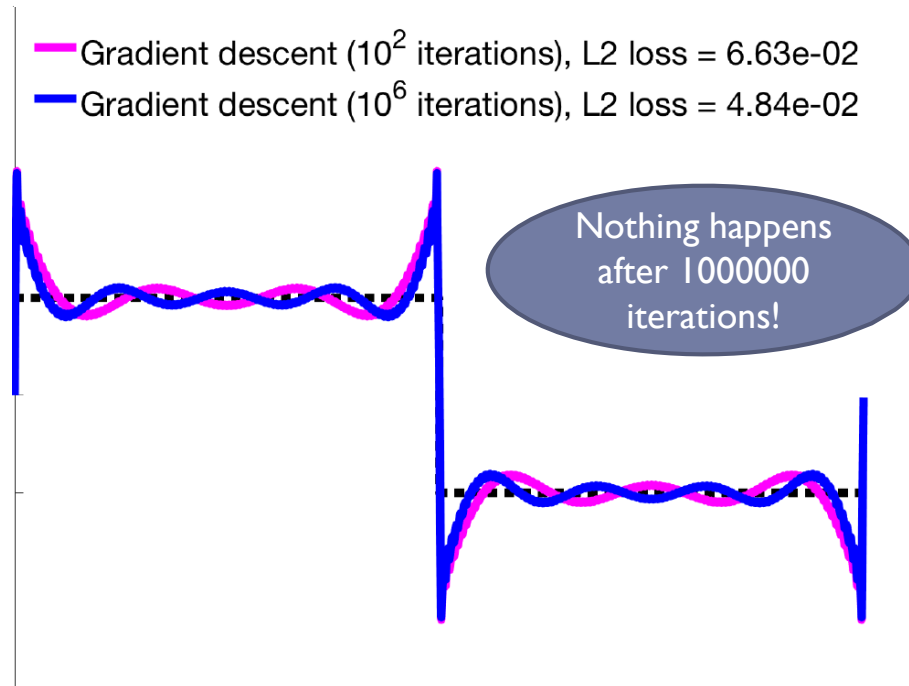 Gradient descent (10^2 iterations), L2 loss = 6.63e-02
Gradient descent (10^6 iterations), L2 loss = 4.84e-02
Nothing happens
after 1000000
iterations!